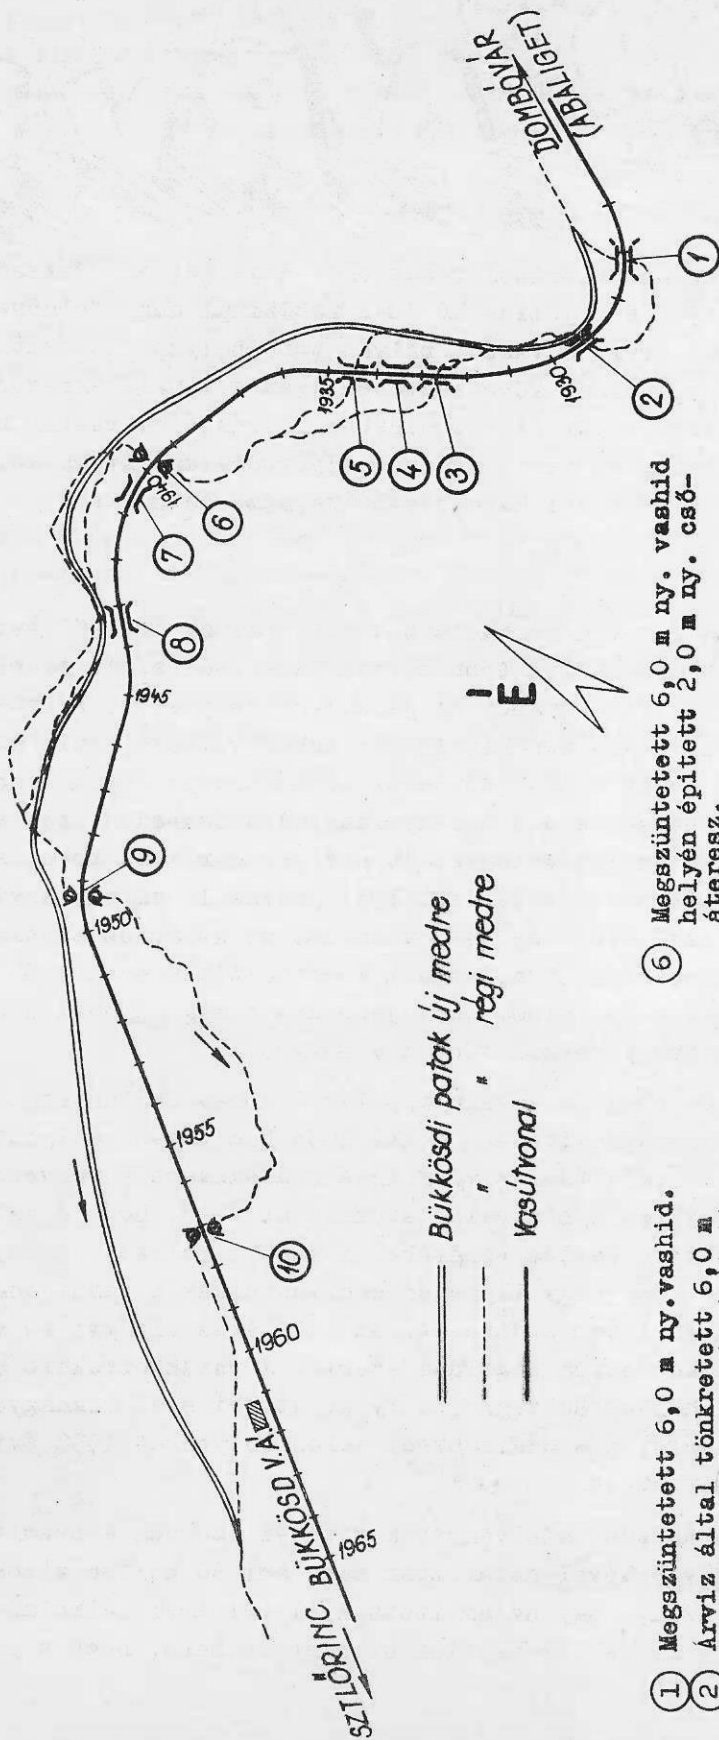 DOMBÓVÁR
(ABALIGET)
1
2
3
4
5
6
7
8
9
10
1930
1935
1940
1945
1950
1955
1960
1965
BÜKKÖSD V.Á.
SZTLŐRINC
É
Bükkösdi patak új medre
" " régi medre
Vasútvonal
① Megszüntetett 6,0 m ny.vashid.
② Árviz által tönkretett 6,0 m
⑥ Megszüntetett 6,0 m ny. vashid
helyén épitett 2,0 m ny. cső-
áteresz.